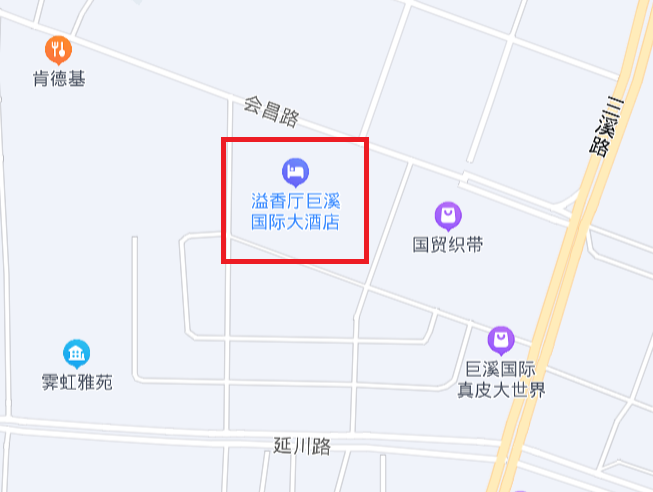 肯德基
会昌路
三溪路
溢香厅巨溪
国际大酒店
国贸织带
巨溪国际
真皮大世界
霁虹雅苑
延川路